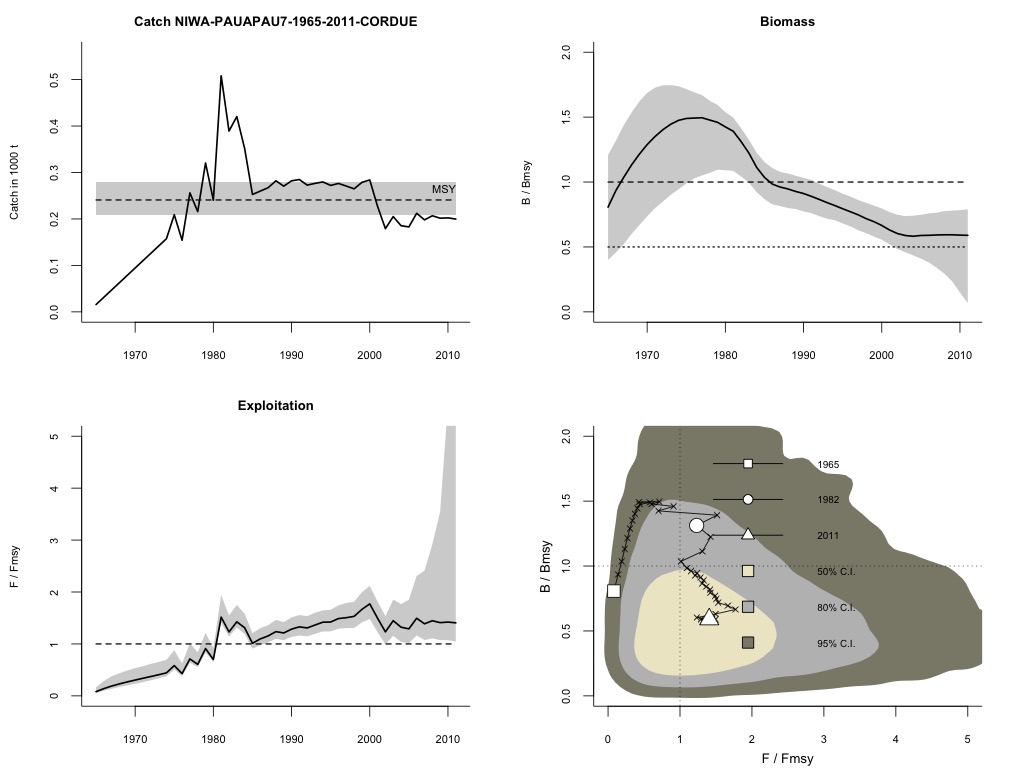 Catch NIWA-PAUAPAU7-1965-2011-CORDUE
Catch in 1000 t
0.0 0.1 0.2 0.3 0.4 0.5
MSY
1970 1980 1990 2000 2010
Biomass
B / Bmsy
0.0 0.5 1.0 1.5 2.0
1970 1980 1990 2000 2010
Exploitation
F / Fmsy
0 1 2 3 4 5
1970 1980 1990 2000 2010
B / Bmsy
0.0 0.5 1.0 1.5 2.0
1965
1982
2011
50% C.I.
80% C.I.
95% C.I.
0 1 2 3 4 5
F / Fmsy